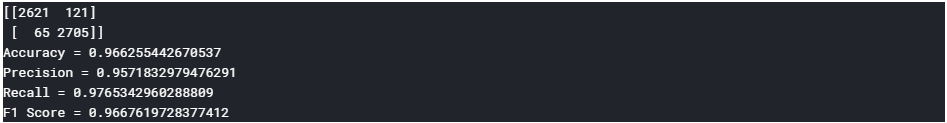 [[2621  121]
 [  65 2705]]
Accuracy = 0.966255442670537
Precision = 0.9571832979476291
Recall = 0.9765342960288809
F1 Score = 0.9667619728377412